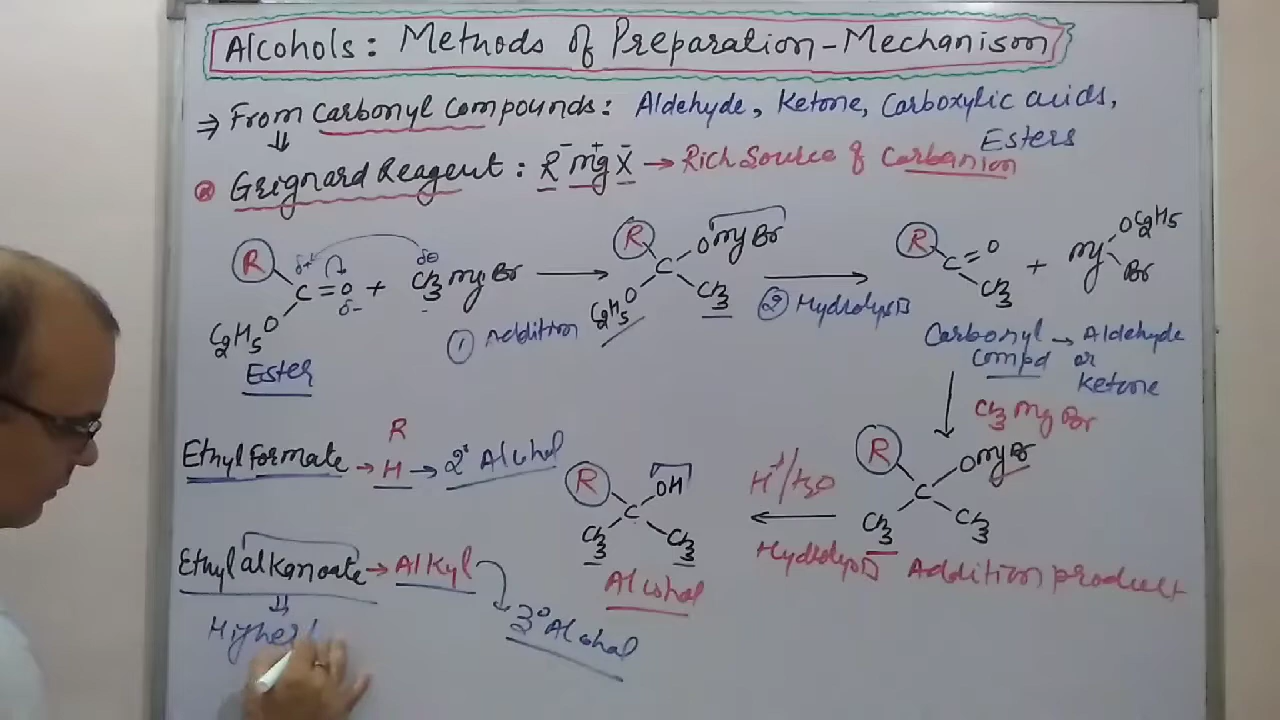 Alcohols: Methods of Preparation - Mechanism
⇒ From Carbonyl Compounds: Aldehyde, Ketone, Carboxylic acids,
Esters
⇓
Grignard Reagent: R⁻Mg⁺X⁻ → Rich Source of Carbanion
R C=O C₂H₅O δ+ δ- + δ⊖ CH₃MgBr →
① Addition
Ester
R OMgBr C C₂H₅O CH₃ →
② Hydrolysis
R C=O CH₃ + Mg OC₂H₅ Br
Carbonyl → Aldehyde
Compd or
Ketone
↓ CH₃MgBr
R OMgBr C CH₃ CH₃
Addition product
← H⁺/H₂O
Hydrolysis
R OH C CH₃ CH₃
Alcohol
R
Ethyl Formate → H → 2° Alcohol
Ethyl alkanoate → Alkyl
3° Alcohol
⇓
Higher